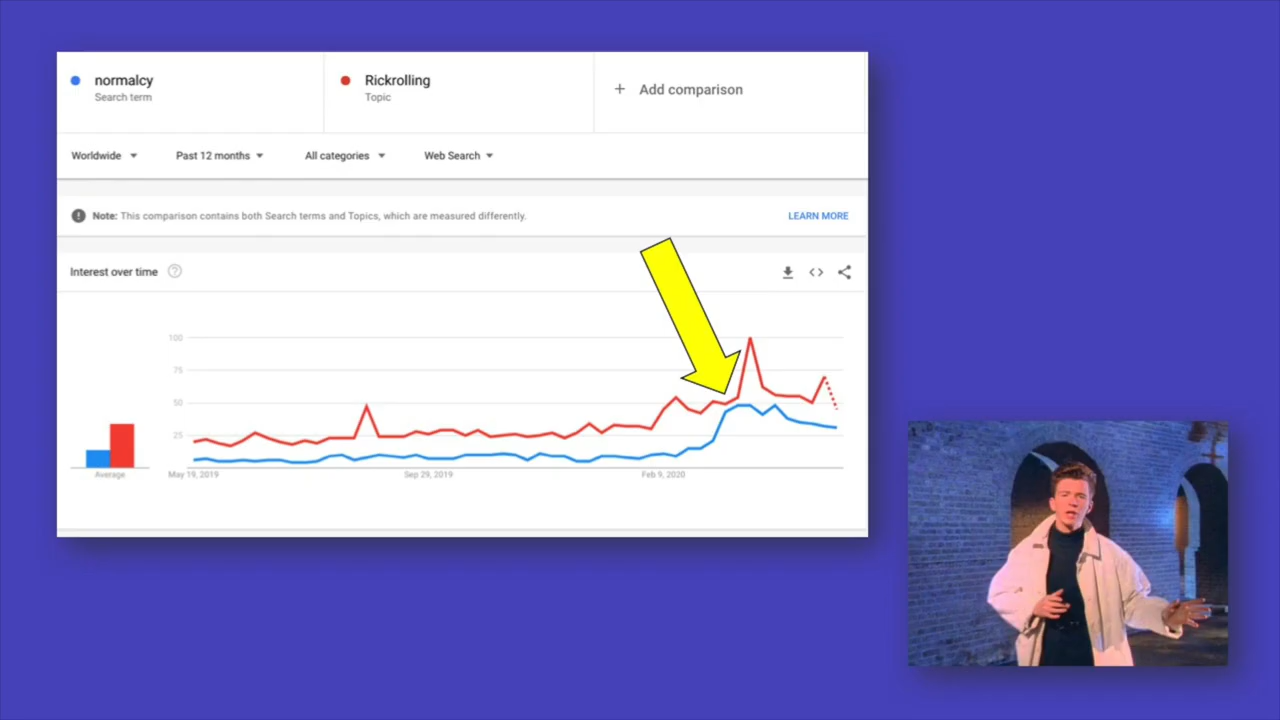 normalcy
Search term
Rickrolling
Topic
+ Add comparison
Worldwide
Past 12 months
All categories
Web Search
Note: This comparison contains both Search terms and Topics, which are measured differently.
LEARN MORE
Interest over time
100
75
50
25
Average
May 19, 2019
Sep 29, 2019
Feb 9, 2020